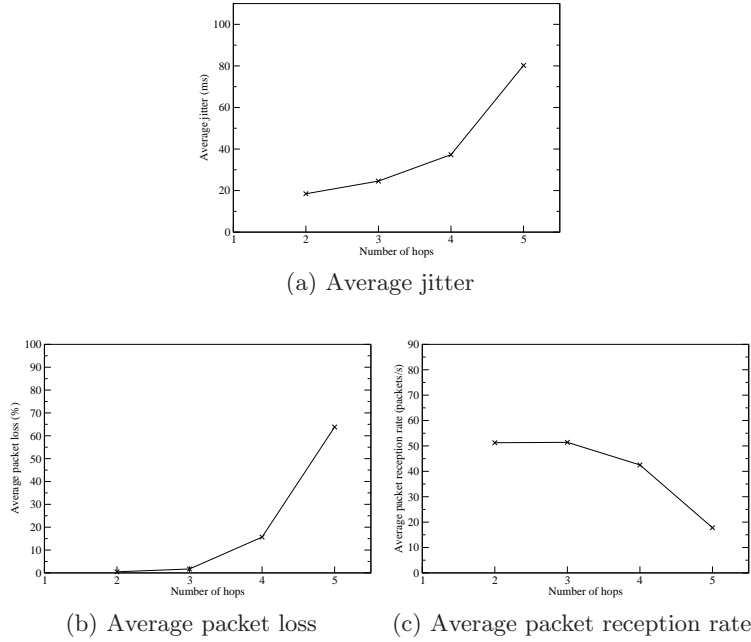 100
80
60
40
20
0
Average jitter (ms)
1 2 3 4 5
Number of hops
(a) Average jitter
100
90
80
70
60
50
40
30
20
10
0
Average packet loss (%)
1 2 3 4 5
Number of hops
(b) Average packet loss
90
80
70
60
50
40
30
20
10
0
Average packet reception rate (packets/s)
1 2 3 4 5
Number of hops
(c) Average packet reception rate